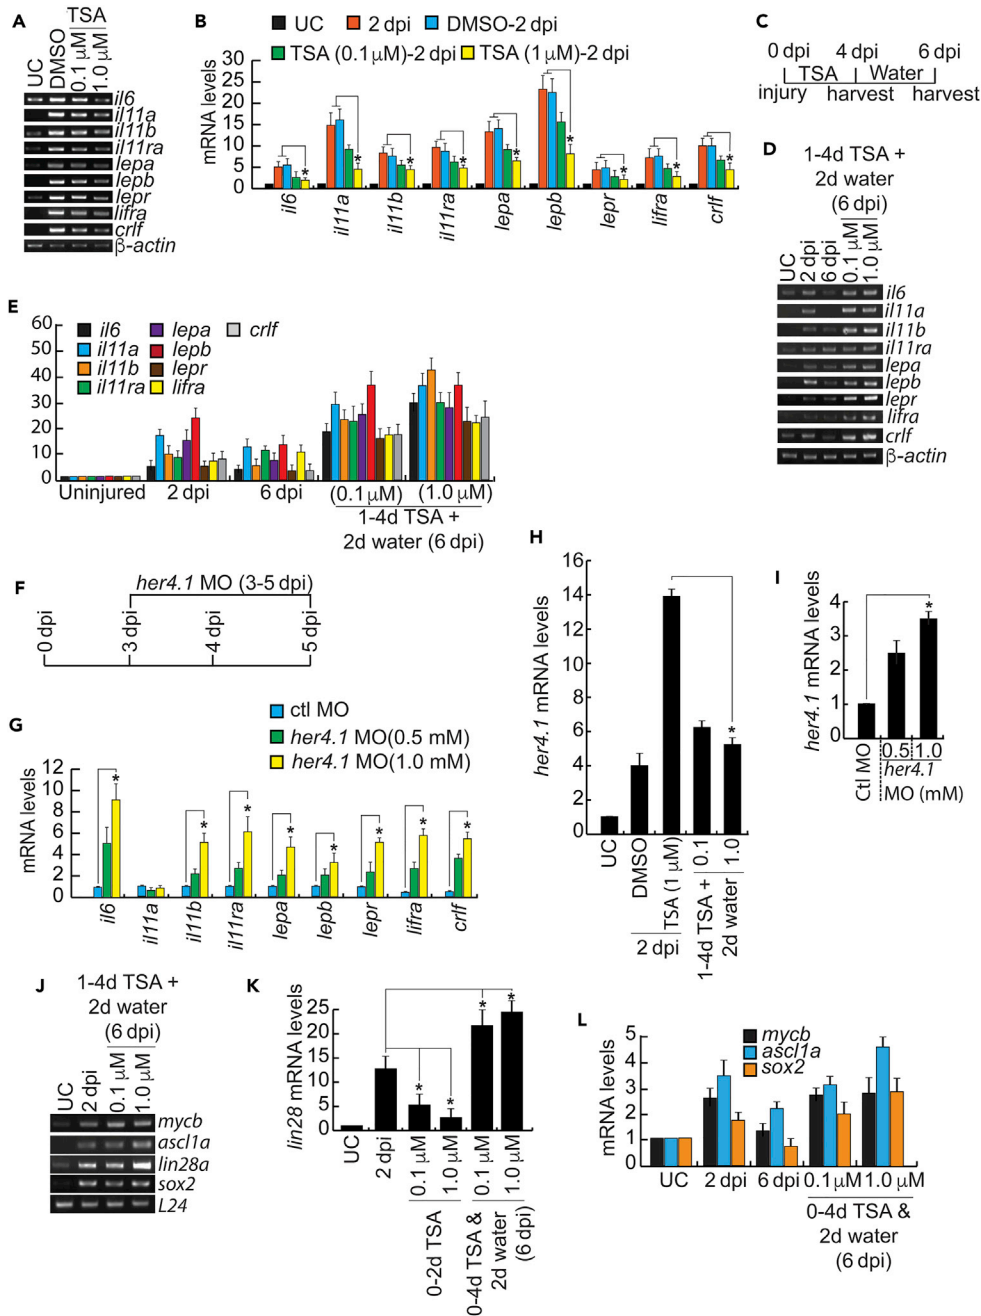 A
TSA
UC
DMSO
0.1 µM
1.0 µM
il6
il11a
il11b
il11ra
lepa
lepb
lepr
lifra
crlf
β-actin
B
UC 2 dpi DMSO-2 dpi
TSA (0.1 µM)-2 dpi TSA (1 µM)-2 dpi
mRNA levels
30
25
20
15
10
5
0
* * * * * * * * *
il6 il11a il11b il11ra lepa lepb lepr lifra crlf
C
0 dpi 4 dpi 6 dpi
TSA Water
injury harvest harvest
D
1-4d TSA +
2d water
(6 dpi)
UC
2 dpi
6 dpi
0.1 µM
1.0 µM
il6
il11a
il11b
il11ra
lepa
lepb
lepr
lifra
crlf
β-actin
E
60
50
40
30
20
10
0
il6 lepa crlf
il11a lepb
il11b lepr
il11ra lifra
Uninjured 2 dpi 6 dpi (0.1 µM) (1.0 µM)
1-4d TSA +
2d water (6 dpi)
F
her4.1 MO (3-5 dpi)
0 dpi
3 dpi
4 dpi
5 dpi
G
ctl MO
her4.1 MO(0.5 mM)
her4.1 MO(1.0 mM)
mRNA levels
12
10
8
6
4
2
0
* * * * * * * *
il6 il11a il11b il11ra lepa lepb lepr lifra crlf
H
her4.1 mRNA levels
16
14
12
10
8
6
4
2
0
*
UC
DMSO
TSA (1 µM)
2 dpi
0.1
1.0
1-4d TSA +
2d water
I
her4.1 mRNA levels
4
3
2
1
0
*
Ctl MO
0.5 1.0
her4.1
MO (mM)
J
1-4d TSA +
2d water
(6 dpi)
UC
2 dpi
0.1 µM
1.0 µM
mycb
ascl1a
lin28a
sox2
L24
K
lin28 mRNA levels
25
20
15
10
5
0
* * * *
UC
2 dpi
0.1 µM
1.0 µM
0-2d TSA
0.1 µM
1.0 µM
0-4d TSA &
2d water
(6 dpi)
L
mycb
ascl1a
sox2
mRNA levels
5
4
3
2
1
0
UC 2 dpi 6 dpi 0.1 µM 1.0 µM
0-4d TSA &
2d water
(6 dpi)